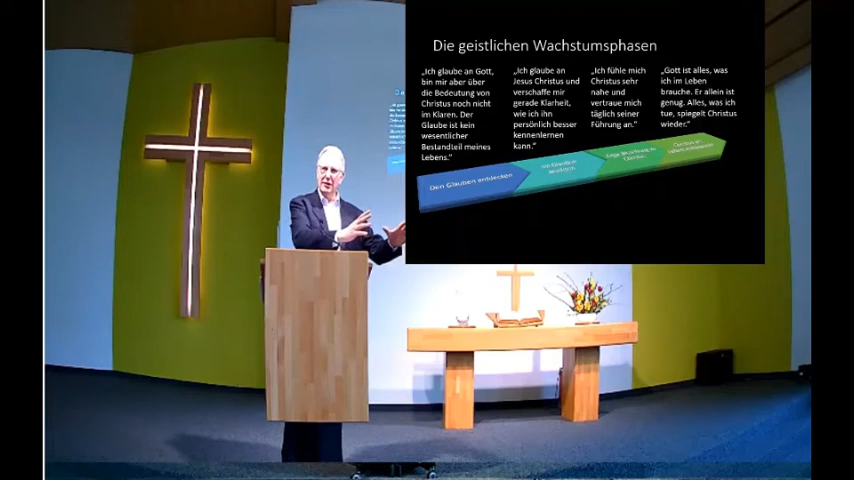 Die geistlichen Wachstumsphasen
„Ich glaube an Gott,
bin mir aber über
die Bedeutung von
Christus noch nicht
im Klaren. Der
Glaube ist kein
wesentlicher
Bestandteil meines
Lebens.“
„Ich glaube an
Jesus Christus und
verschaffe mir
gerade Klarheit,
wie ich ihn
persönlich besser
kennenlernen
kann.“
„Ich fühle mich
Christus sehr
nahe und
vertraue mich
täglich seiner
Führung an.“
„Gott ist alles, was
ich im Leben
brauche. Er allein ist
genug. Alles, was ich
tue, spiegelt Christus
wieder.“
Den Glauben entdecken